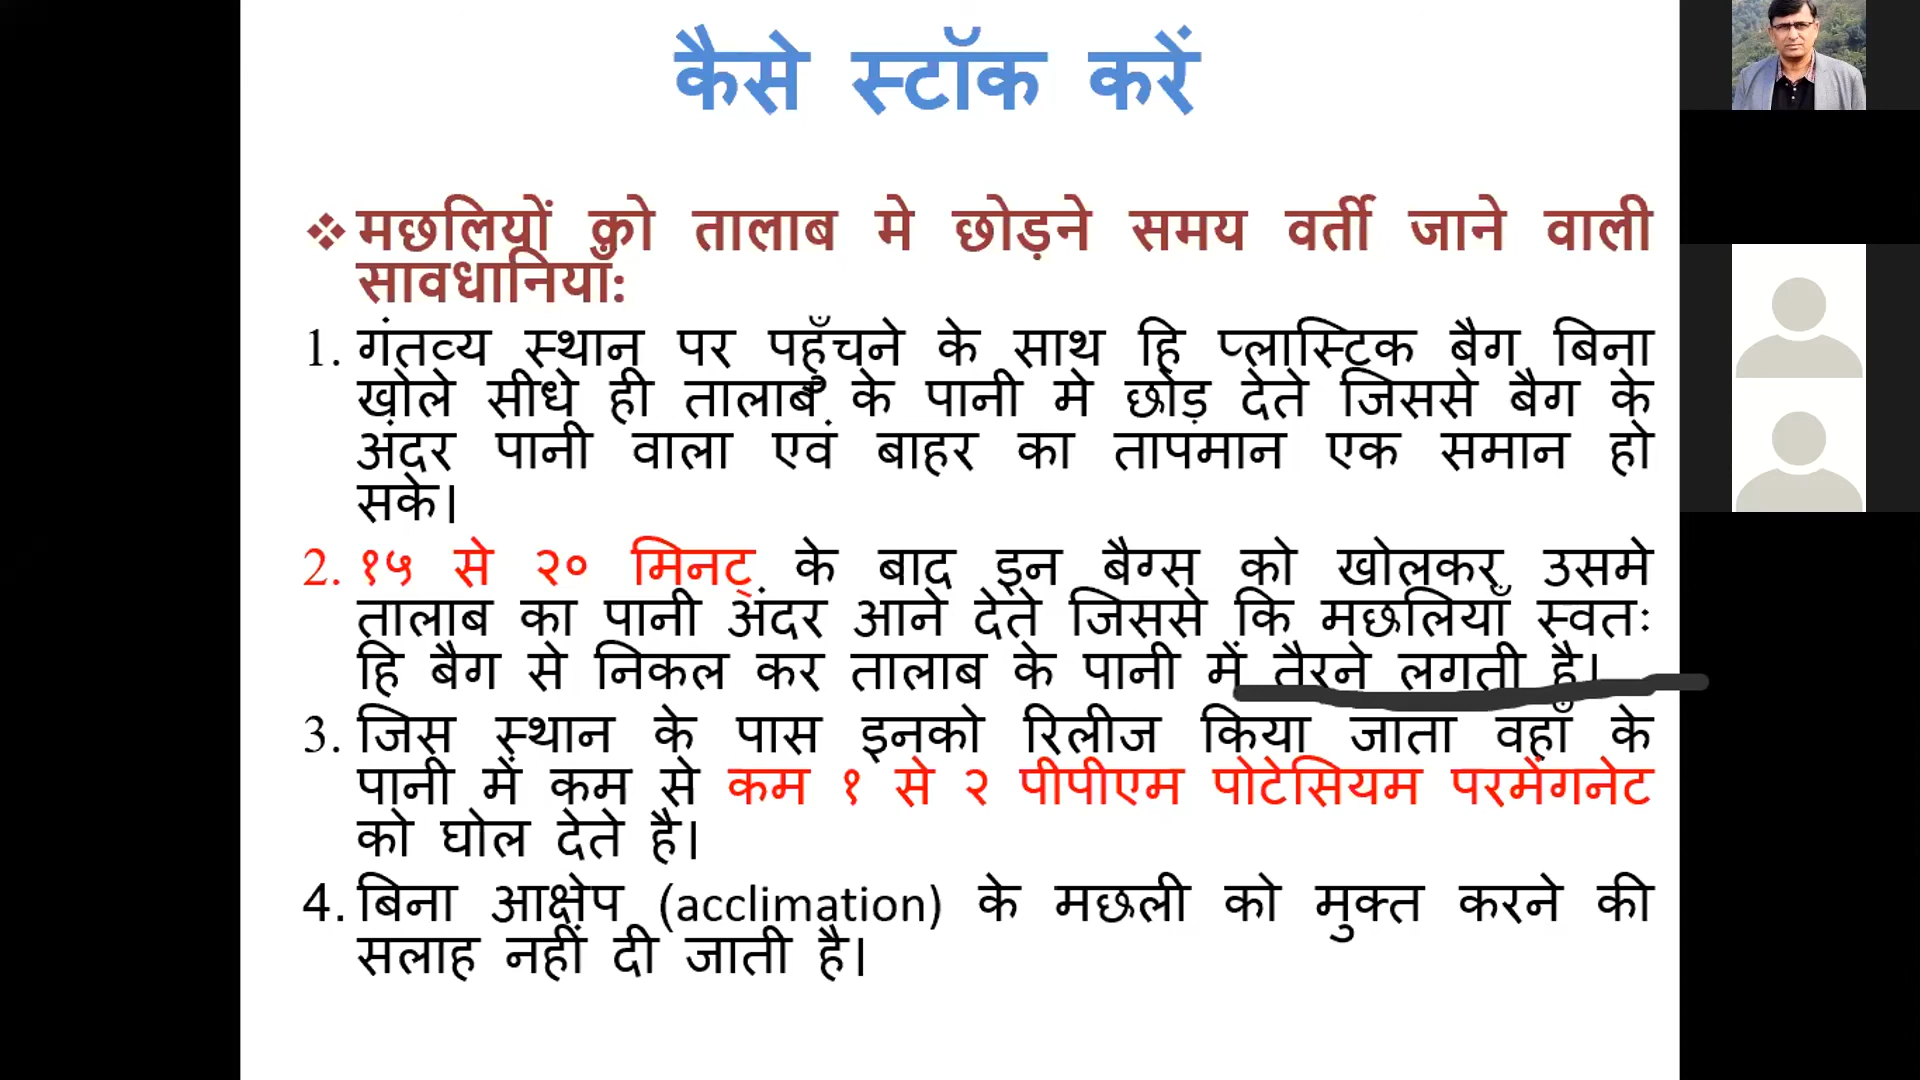 कैसे स्टॉक करें
❖ मछलियों को तालाब मे छोड़ने समय वर्ती जाने वाली
सावधानियाँ:
1. गंतव्य स्थान पर पहुँचने के साथ हि प्लास्टिक बैग बिना
खोले सीधे ही तालाब के पानी मे छोड़ देते जिससे बैग के
अंदर पानी वाला एवं बाहर का तापमान एक समान हो
सके।
2. १५ से २० मिनट् के बाद इन बैग्स को खोलकर उसमे
तालाब का पानी अंदर आने देते जिससे कि मछलियाँ स्वतः
हि बैग से निकल कर तालाब के पानी में तैरने लगती है।
3. जिस स्थान के पास इनको रिलीज किया जाता वहाँ के
पानी में कम से कम १ से २ पीपीएम पोटेसियम परमेंगनेट
को घोल देते है।
4. बिना आक्षेप (acclimation) के मछली को मुक्त करने की
सलाह नहीं दी जाती है।